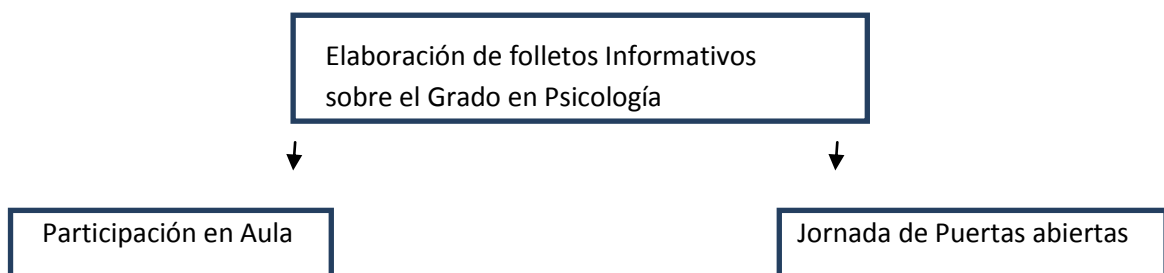 Elaboración de folletos Informativos
sobre el Grado en Psicología
Participación en Aula
Jornada de Puertas abiertas